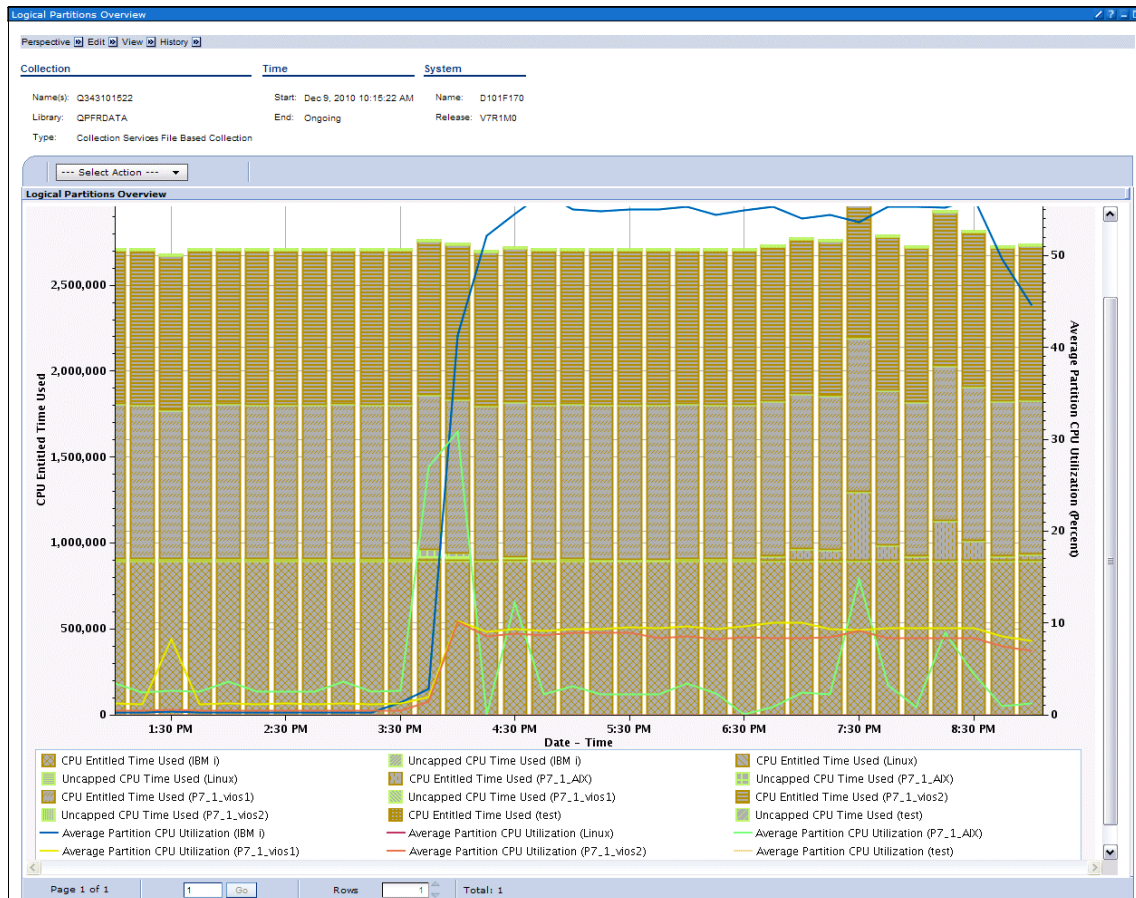 Logical Partitions Overview
Perspective Edit View History
Collection Time System
Name(s): Q343101522 Start: Dec 9, 2010 10:15:22 AM Name: D101F170
Library: QPFRDATA End: Ongoing Release: V7R1M0
Type: Collection Services File Based Collection
--- Select Action ---
Logical Partitions Overview
CPU Entitled Time Used
2,500,000
2,000,000
1,500,000
1,000,000
500,000
0
50
40
30
20
10
0
Average Partition CPU Utilization (Percent)
1:30 PM 2:30 PM 3:30 PM 4:30 PM 5:30 PM 6:30 PM 7:30 PM 8:30 PM
Date - Time
CPU Entitled Time Used (IBM i) Uncapped CPU Time Used (IBM i) CPU Entitled Time Used (Linux)
Uncapped CPU Time Used (Linux) CPU Entitled Time Used (P7_1_AIX) Uncapped CPU Time Used (P7_1_AIX)
CPU Entitled Time Used (P7_1_vios1) Uncapped CPU Time Used (P7_1_vios1) CPU Entitled Time Used (P7_1_vios2)
Uncapped CPU Time Used (P7_1_vios2) CPU Entitled Time Used (test) Uncapped CPU Time Used (test)
Average Partition CPU Utilization (IBM i) Average Partition CPU Utilization (Linux) Average Partition CPU Utilization (P7_1_AIX)
Average Partition CPU Utilization (P7_1_vios1) Average Partition CPU Utilization (P7_1_vios2) Average Partition CPU Utilization (test)
Page 1 of 1 1 Go Rows 1 Total: 1